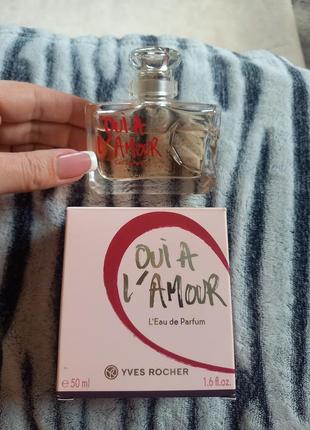 OUI A
L'AMOUR
OUI A
L'AMOUR
L'Eau de Parfum
e 50 ml
1.6 fl.oz.
YVES ROCHER